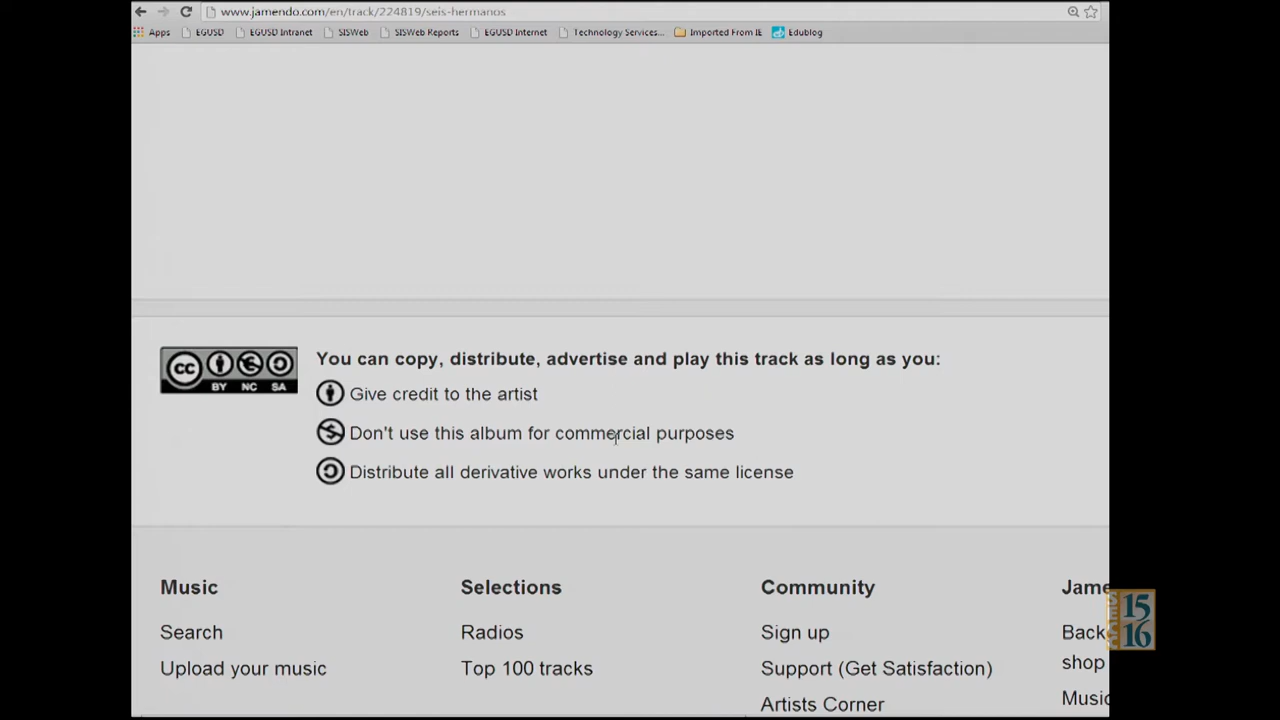 www.jamendo.com/en/track/224819/seis-hermanos
Apps EGUSD EGUSD Intranet SISWeb SISWeb Reports EGUSD Internet Technology Services... Imported From IE Edublog
You can copy, distribute, advertise and play this track as long as you:
cc BY NC SA
Give credit to the artist
Don't use this album for commercial purposes
Distribute all derivative works under the same license
Music Selections Community Jame
Search Radios Sign up Back
Upload your music Top 100 tracks Support (Get Satisfaction) shop
Artists Corner Music
15
16